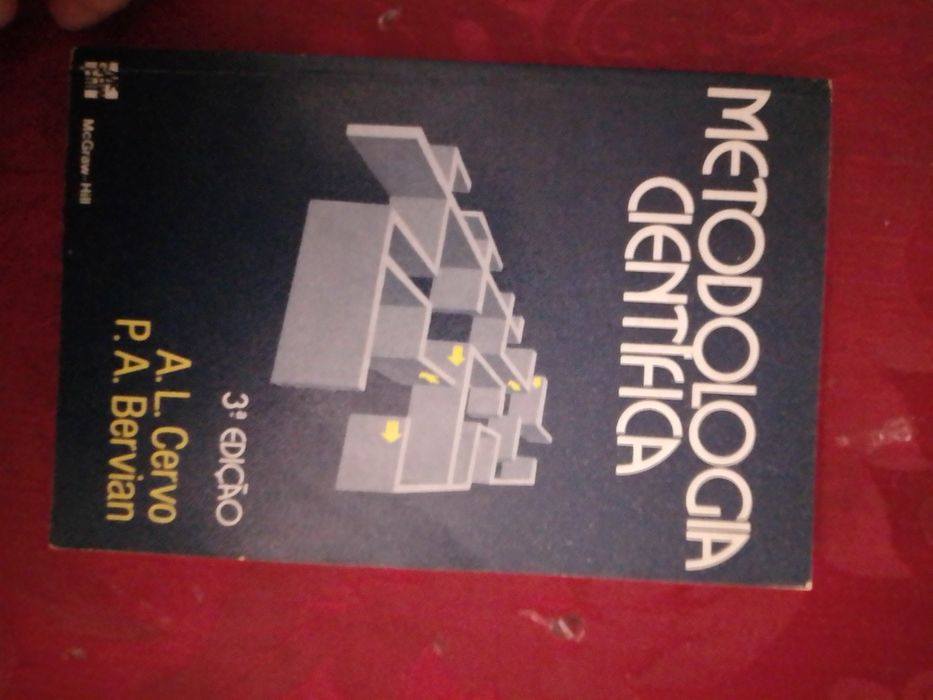 METODOLOGIA
CIENTÍFICA
3ª EDIÇÃO
A. L. Cervo
P. A. Bervian
McGraw-Hill